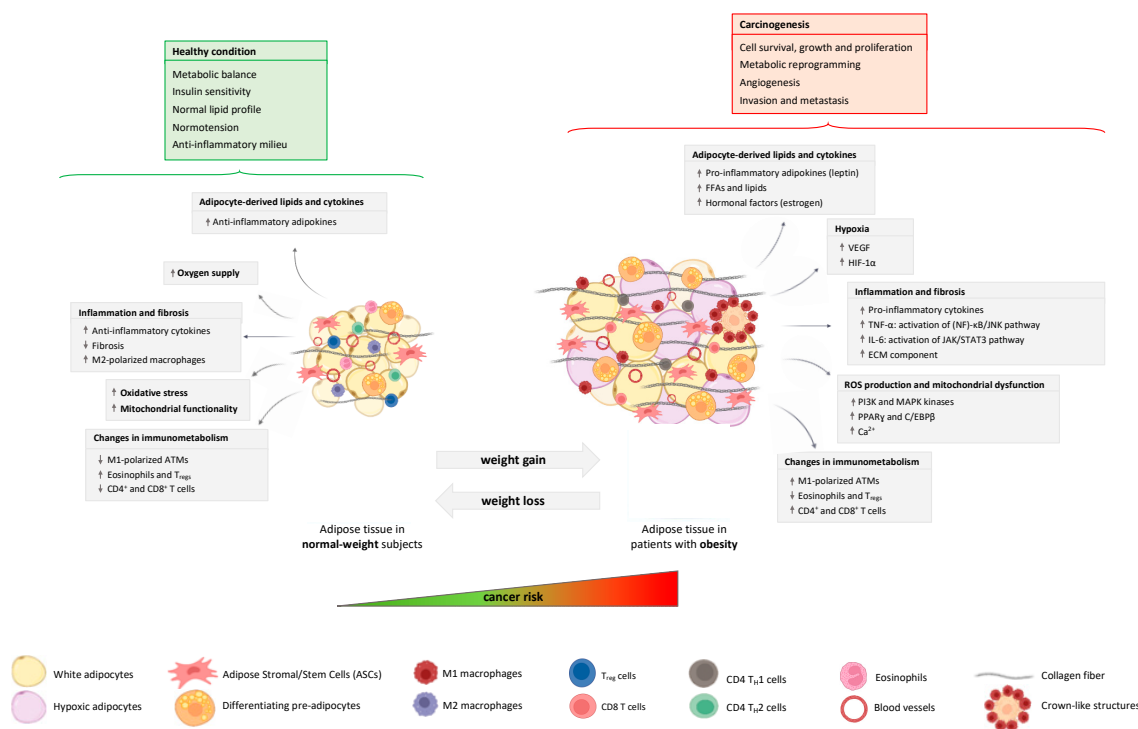 Healthy condition
Metabolic balance
Insulin sensitivity
Normal lipid profile
Normotension
Anti-inflammatory milieu
Adipocyte-derived lipids and cytokines
↑ Anti-inflammatory adipokines
↑ Oxygen supply
Inflammation and fibrosis
↑ Anti-inflammatory cytokines
↓ Fibrosis
↑ M2-polarized macrophages
↑ Oxidative stress
↑ Mitochondrial functionality
Changes in immunometabolism
↓ M1-polarized ATMs
↑ Eosinophils and Tregs
↓ CD4⁺ and CD8⁺ T cells
Carcinogenesis
Cell survival, growth and proliferation
Metabolic reprogramming
Angiogenesis
Invasion and metastasis
Adipocyte-derived lipids and cytokines
↑ Pro-inflammatory adipokines (leptin)
↑ FFAs and lipids
↑ Hormonal factors (estrogen)
Hypoxia
↑ VEGF
↑ HIF-1α
Inflammation and fibrosis
↑ Pro-inflammatory cytokines
↑ TNF-α: activation of (NF)-κB/JNK pathway
↑ IL-6: activation of JAK/STAT3 pathway
↑ ECM component
ROS production and mitochondrial dysfunction
↑ PI3K and MAPK kinases
↑ PPARγ and C/EBPβ
↑ Ca²⁺
Changes in immunometabolism
↑ M1-polarized ATMs
↓ Eosinophils and Tregs
↑ CD4⁺ and CD8⁺ T cells
weight gain
weight loss
Adipose tissue in
normal-weight subjects
Adipose tissue in
patients with obesity
cancer risk
White adipocytes
Hypoxic adipocytes
Adipose Stromal/Stem Cells (ASCs)
Differentiating pre-adipocytes
M1 macrophages
M2 macrophages
Treg cells
CD8 T cells
CD4 TH1 cells
CD4 TH2 cells
Eosinophils
Blood vessels
Collagen fiber
Crown-like structures